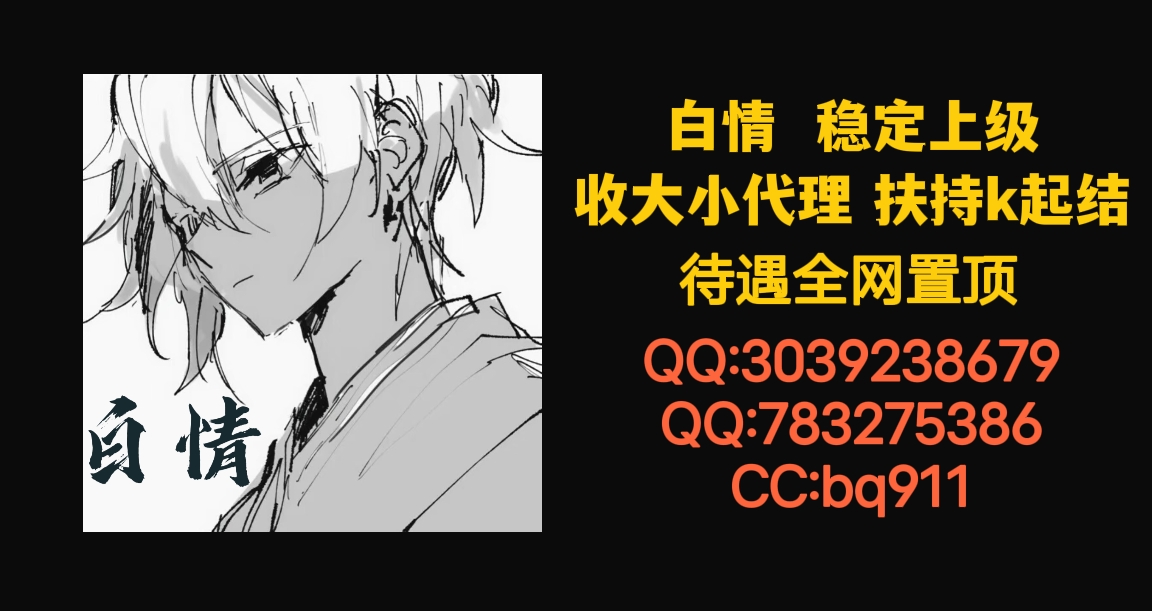 白情
白情 稳定上级
收大小代理 扶持k起结
待遇全网置顶
QQ:3039238679
QQ:783275386
CC:bq911